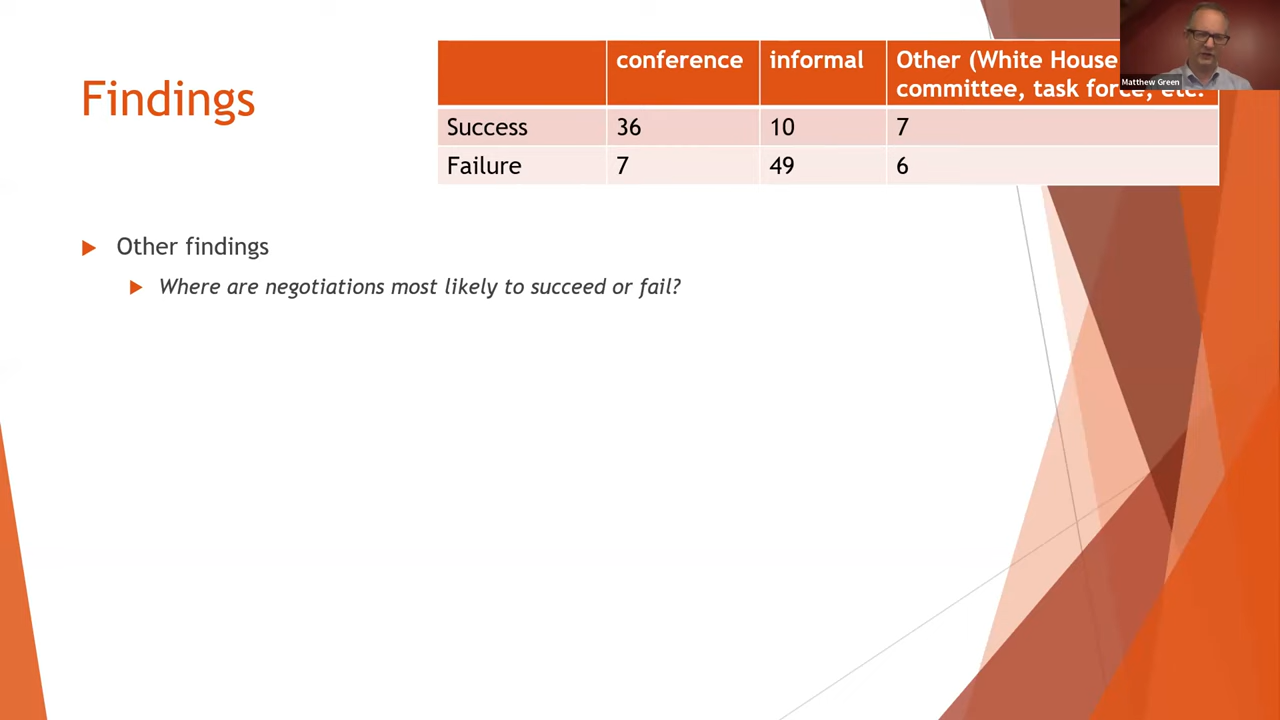 Findings
conference informal Other (White House
committee, task force, etc.
Success 36 10 7
Failure 7 49 6
Other findings
Where are negotiations most likely to succeed or fail?
Matthew Green